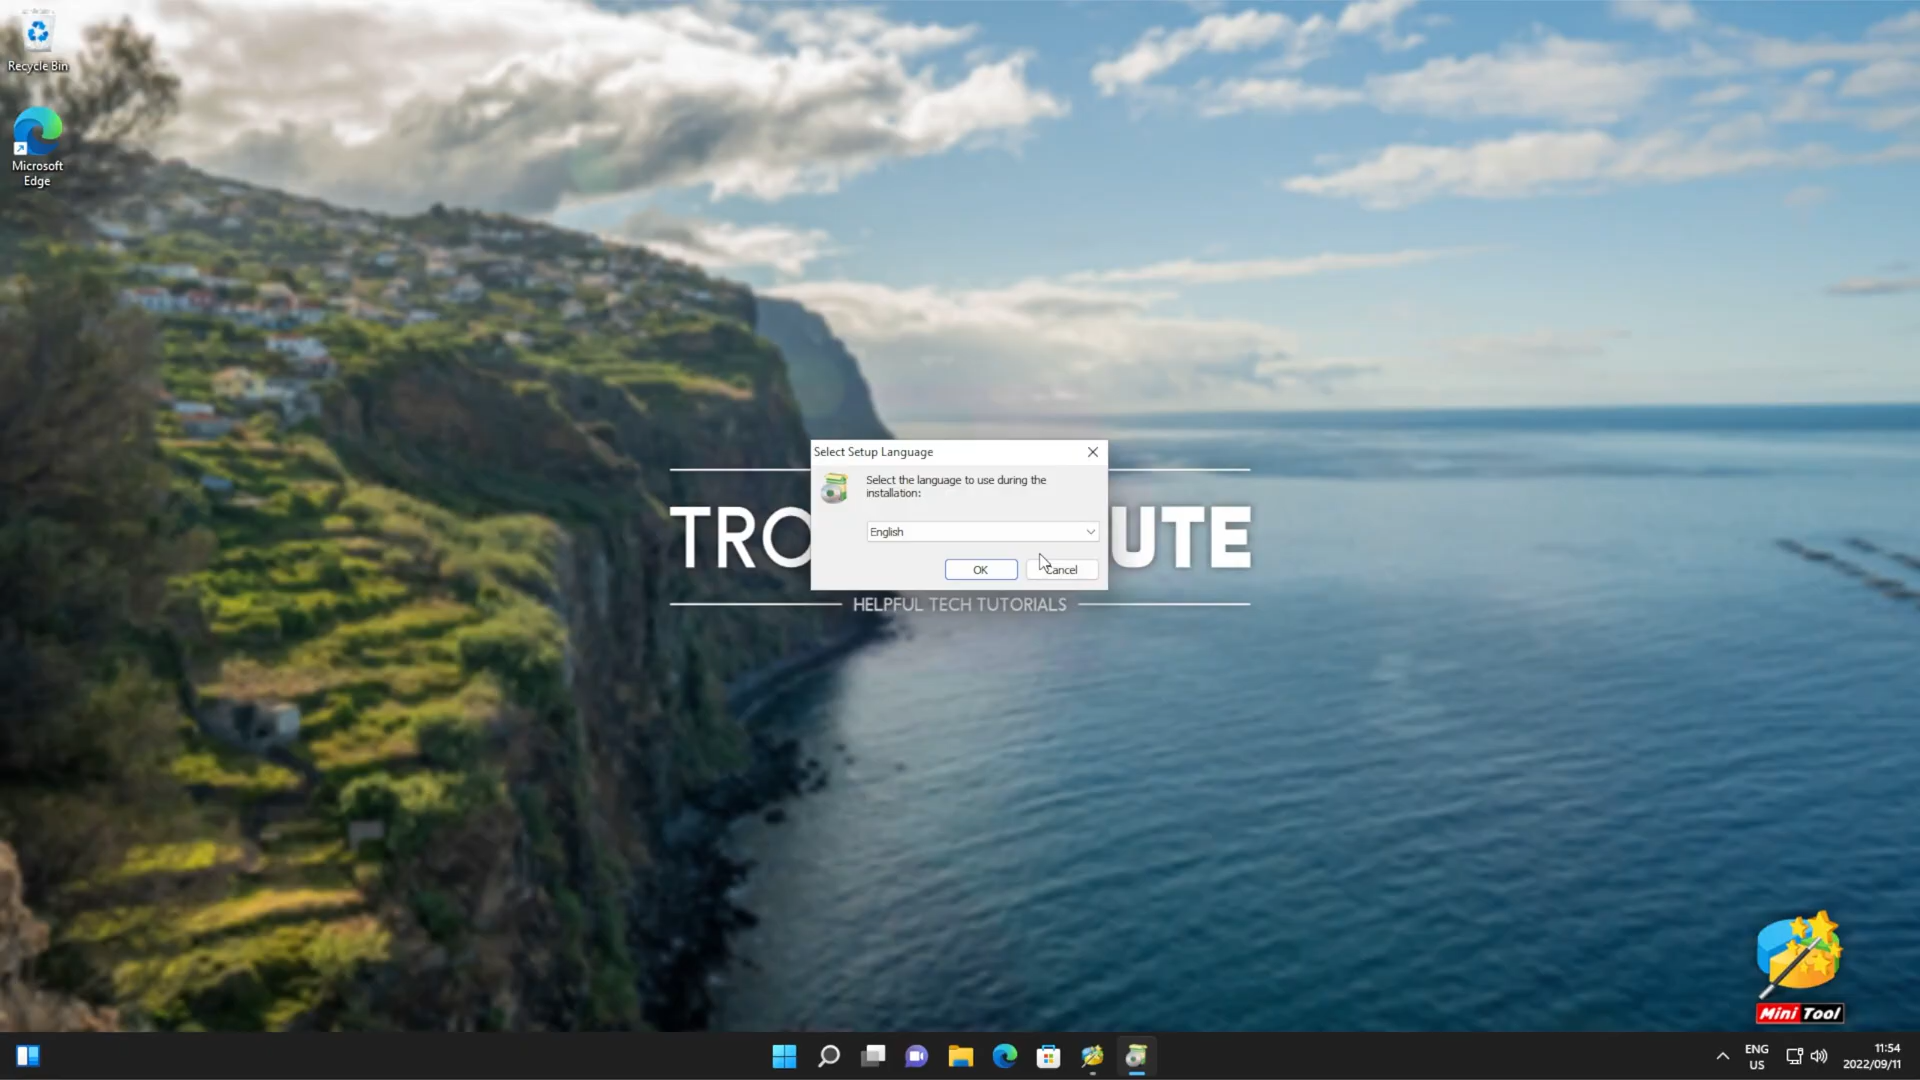 Recycle Bin
Microsoft
Edge
Select Setup Language
Select the language to use during the
installation:
English
OK
Cancel
TRO
UTE
HELPFUL TECH TUTORIALS
Mini Tool
ENG
US
11:54
2022/09/11